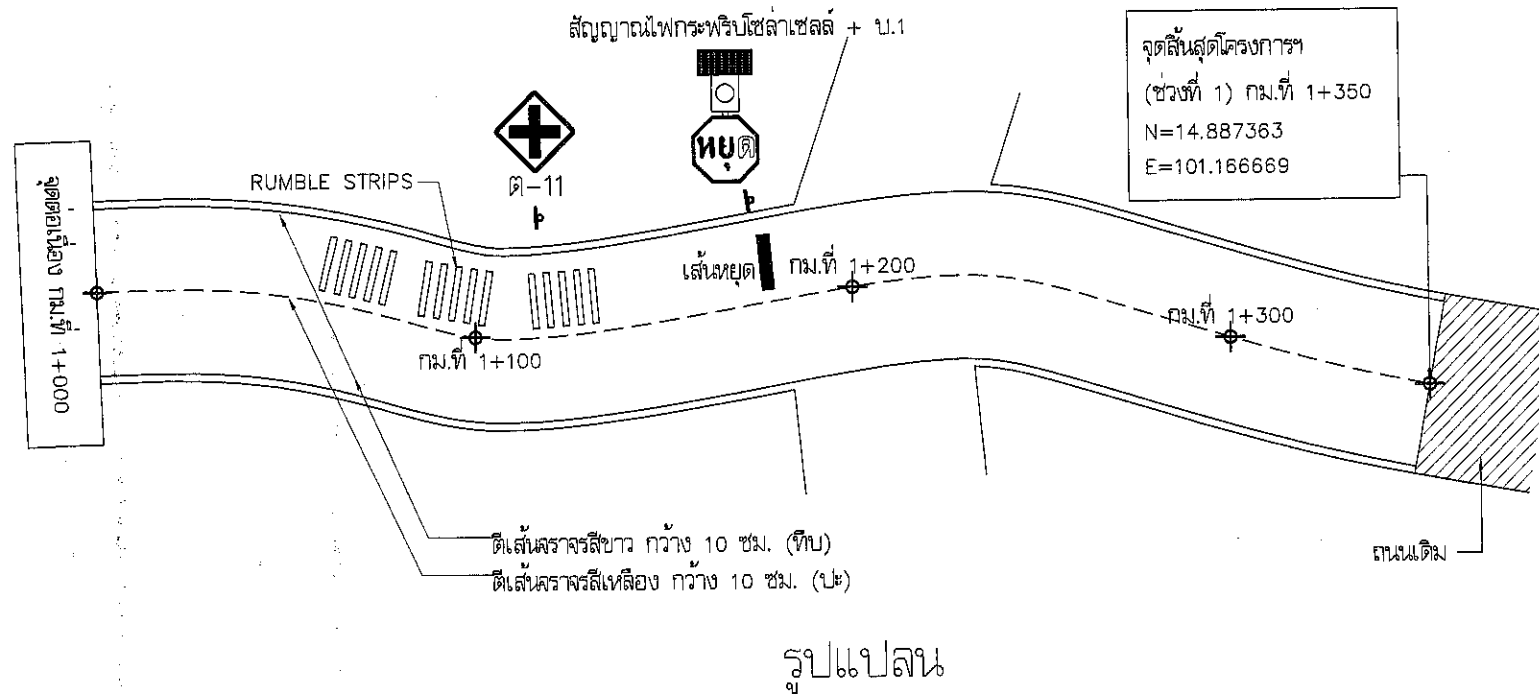 สัญญาณไฟกระพริบโซล่าเซลล์ + บ.1
จุดสิ้นสุดโครงการฯ
(ช่วงที่ 1) กม.ที่ 1+350
N=14.887363
E=101.166669
หยุด
RUMBLE STRIPS
ต-11
จุดต่อเนื่อง กม.ที่ 1+000
เส้นหยุด
กม.ที่ 1+200
กม.ที่ 1+300
กม.ที่ 1+100
ตีเส้นจราจรสีขาว กว้าง 10 ซม. (ทึบ)
ตีเส้นจราจรสีเหลือง กว้าง 10 ซม. (ปะ)
ถนนเดิม
รูปแปลน